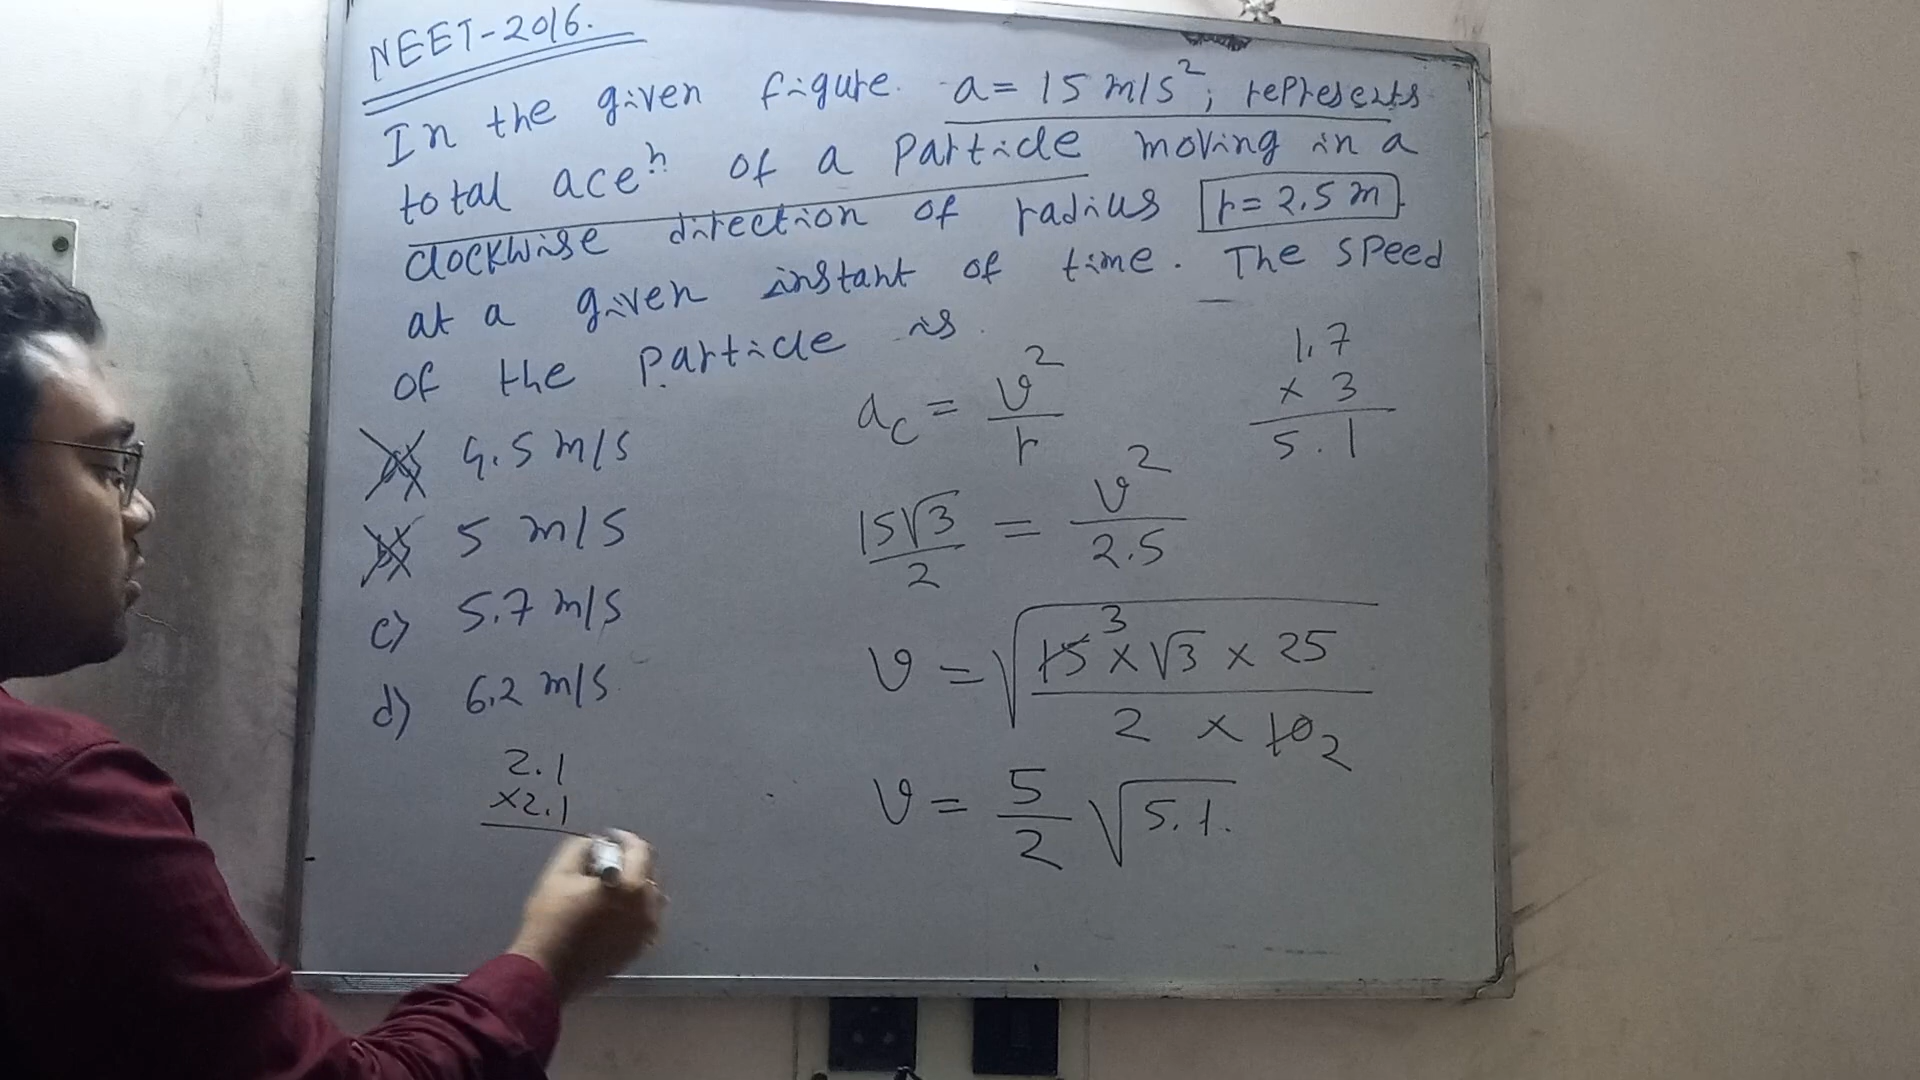 NEET-2016.
In the given figure. a = 15 m/s², represents
total aceⁿ of a particle moving in a
clockwise direction of radius r = 2.5 m
at a given instant of time. The speed
of the particle is.
a) 4.5 m/s
b) 5 m/s
c) 5.7 m/s
d) 6.2 m/s
2.1
×2.1
a_c = v²/r
15√3/2 = v²/2.5
v = √(15 3 × √3 × 25 / 2 × 10 2)
v = 5/2 √5.1.
1.7
× 3
5.1